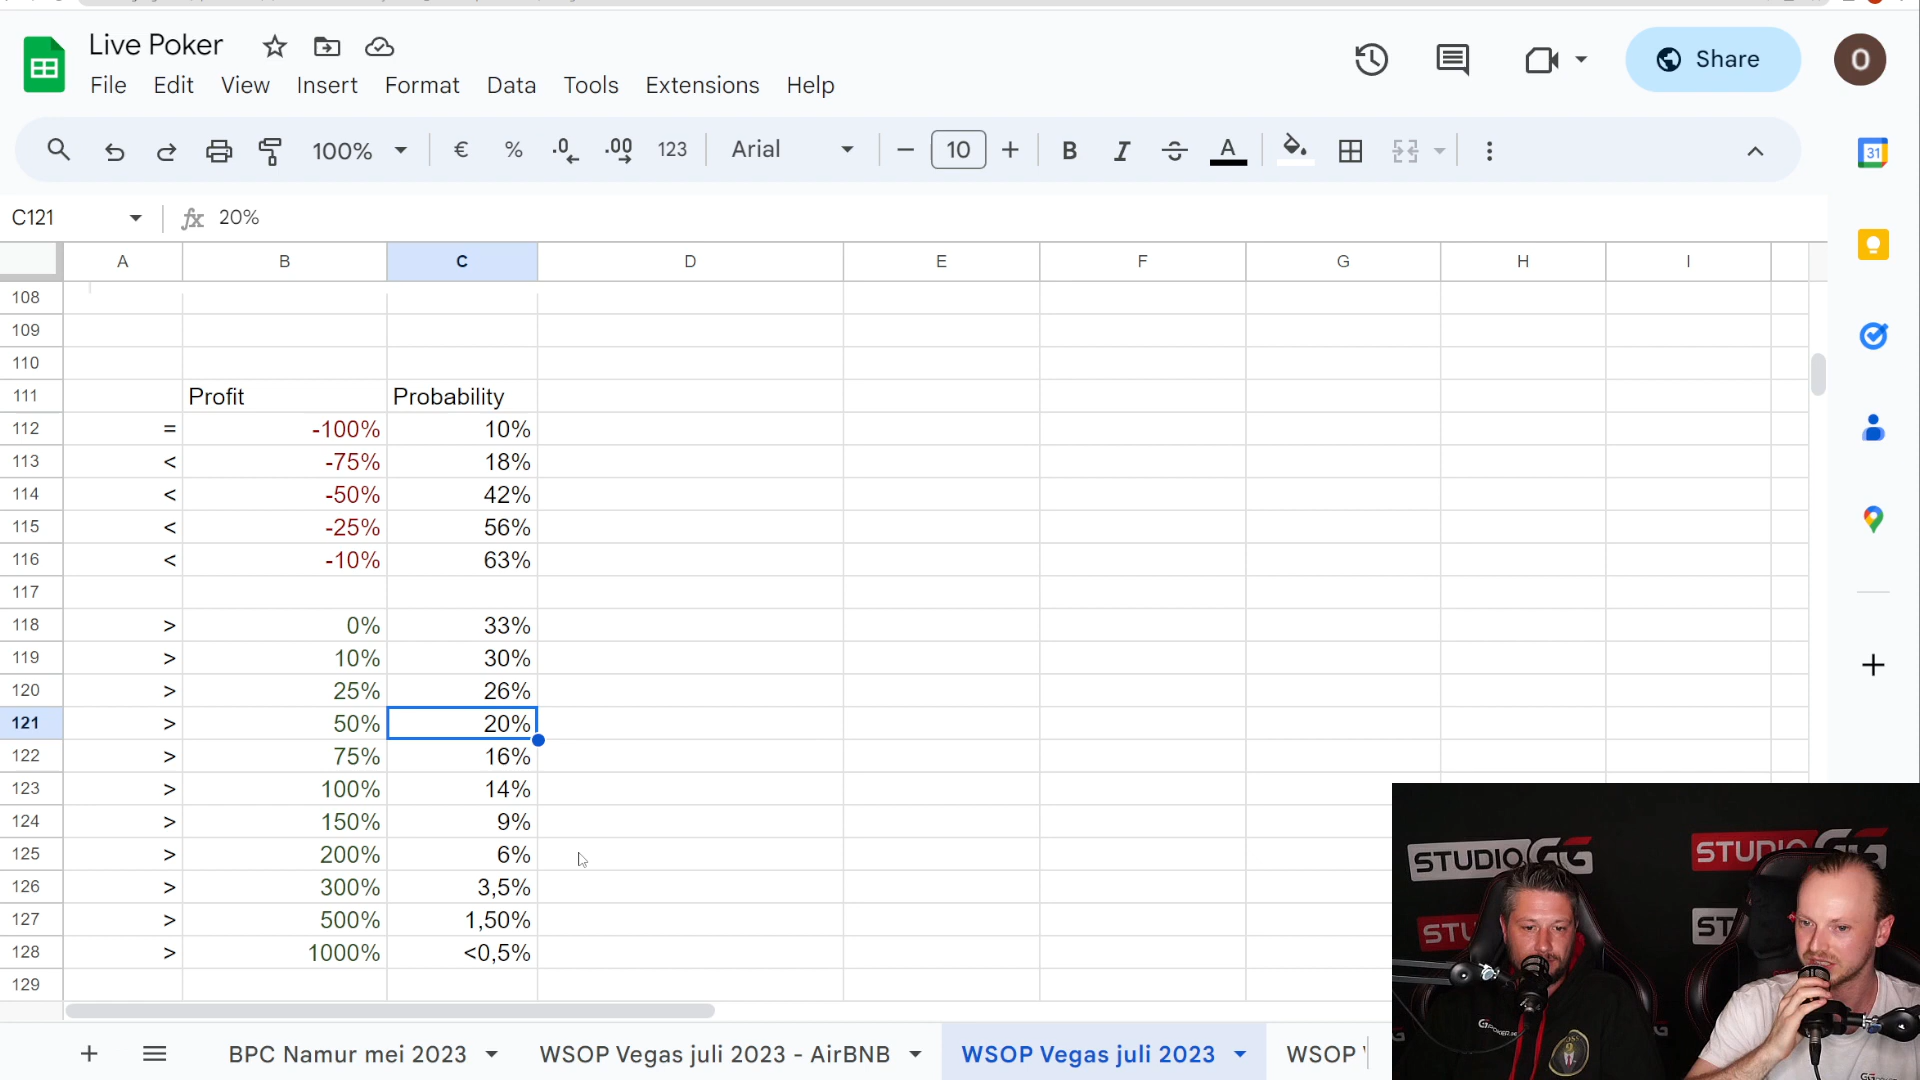 Live Poker
File Edit View Insert Format Data Tools Extensions Help
Share
O
100% € % .0 .00 123 Arial 10 B I A
31
C121 fx 20%
A B C D E F G H I
108
109
110
111 Profit Probability
112 = -100% 10%
113 < -75% 18%
114 < -50% 42%
115 < -25% 56%
116 < -10% 63%
117
118 > 0% 33%
119 > 10% 30%
120 > 25% 26%
121 > 50% 20%
122 > 75% 16%
123 > 100% 14%
124 > 150% 9%
125 > 200% 6%
126 > 300% 3,5%
127 > 500% 1,50%
128 > 1000% <0,5%
129
STUDIO GG
STUDIO GG
BPC Namur mei 2023 WSOP Vegas juli 2023 - AirBNB WSOP Vegas juli 2023 WSOP